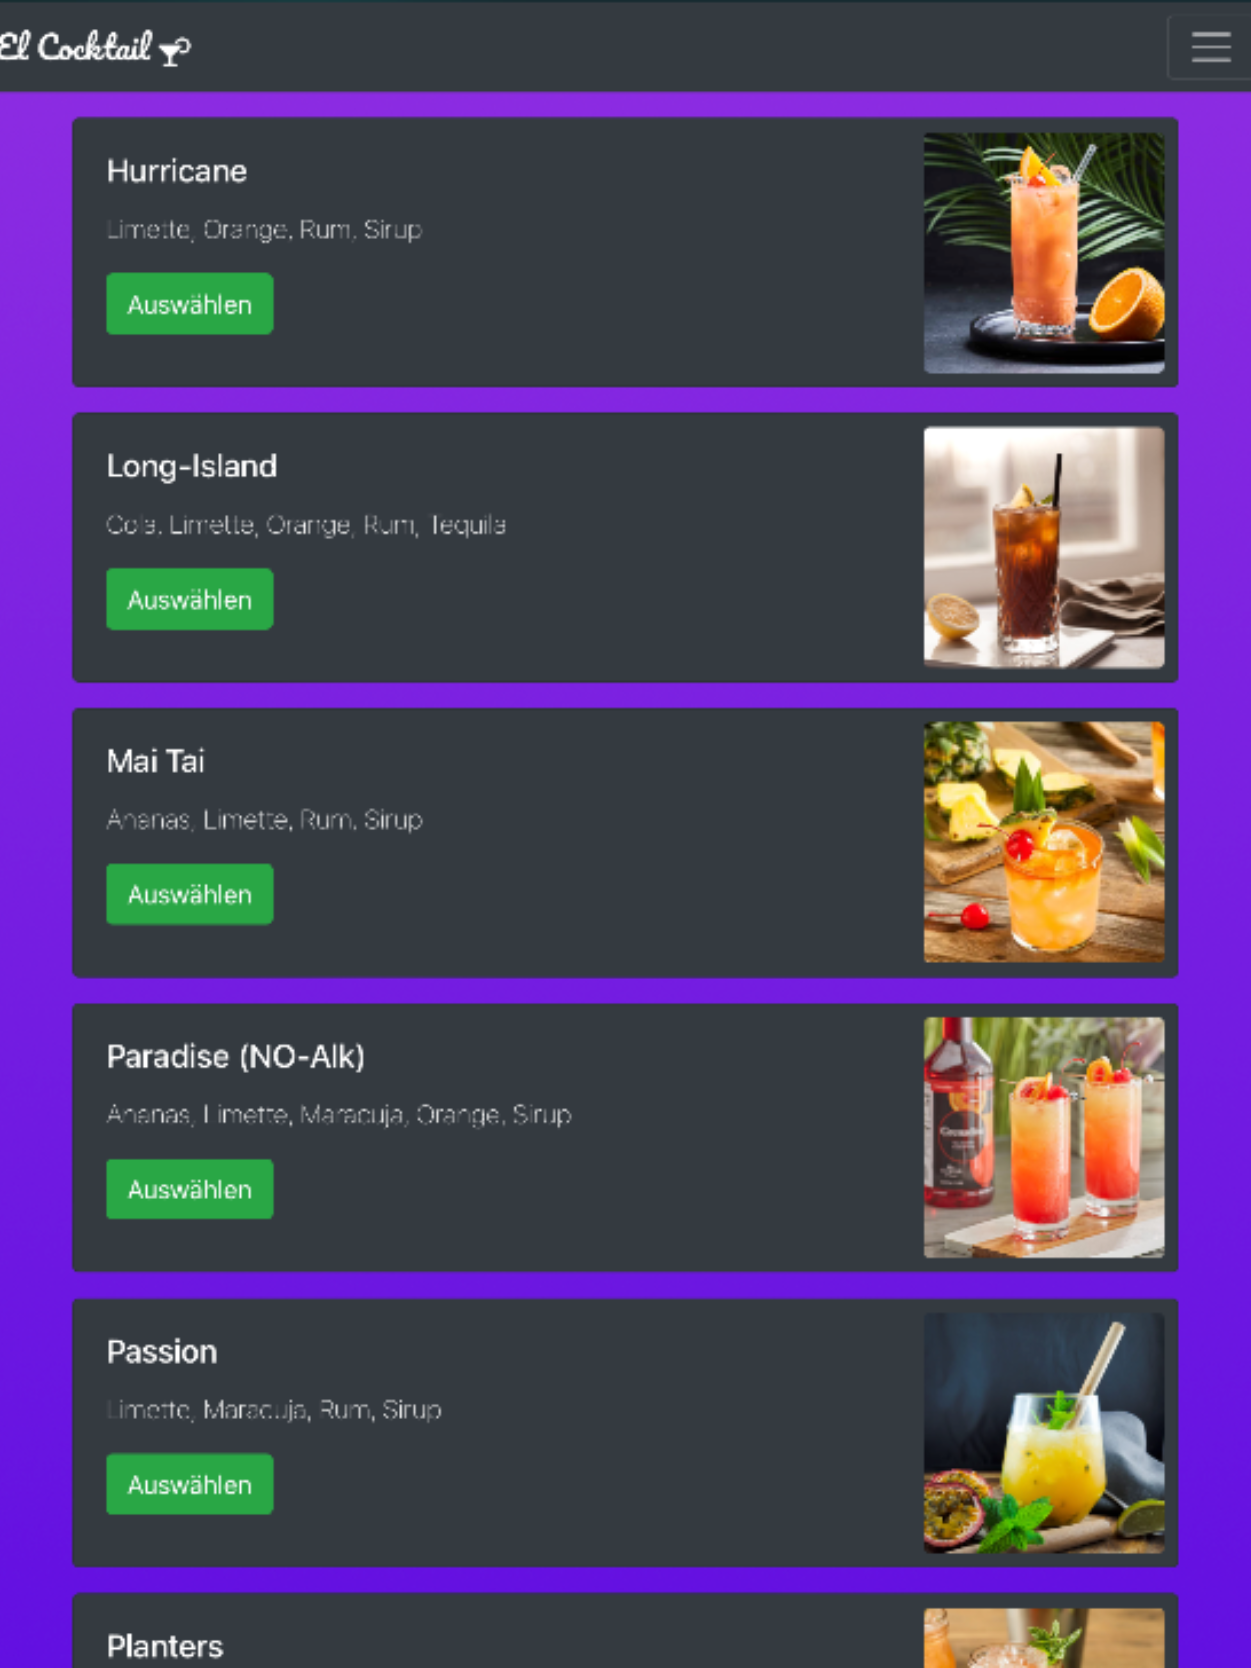 El Cocktail
Hurricane
Limette, Orange, Rum, Sirup
Auswählen
Long-Island
Cola, Limette, Orange, Rum, Tequila
Auswählen
Mai Tai
Ananas, Limette, Rum, Sirup
Auswählen
Paradise (NO-Alk)
Ananas, Limette, Maracuja, Orange, Sirup
Auswählen
Passion
Limette, Maracuja, Rum, Sirup
Auswählen
Planters